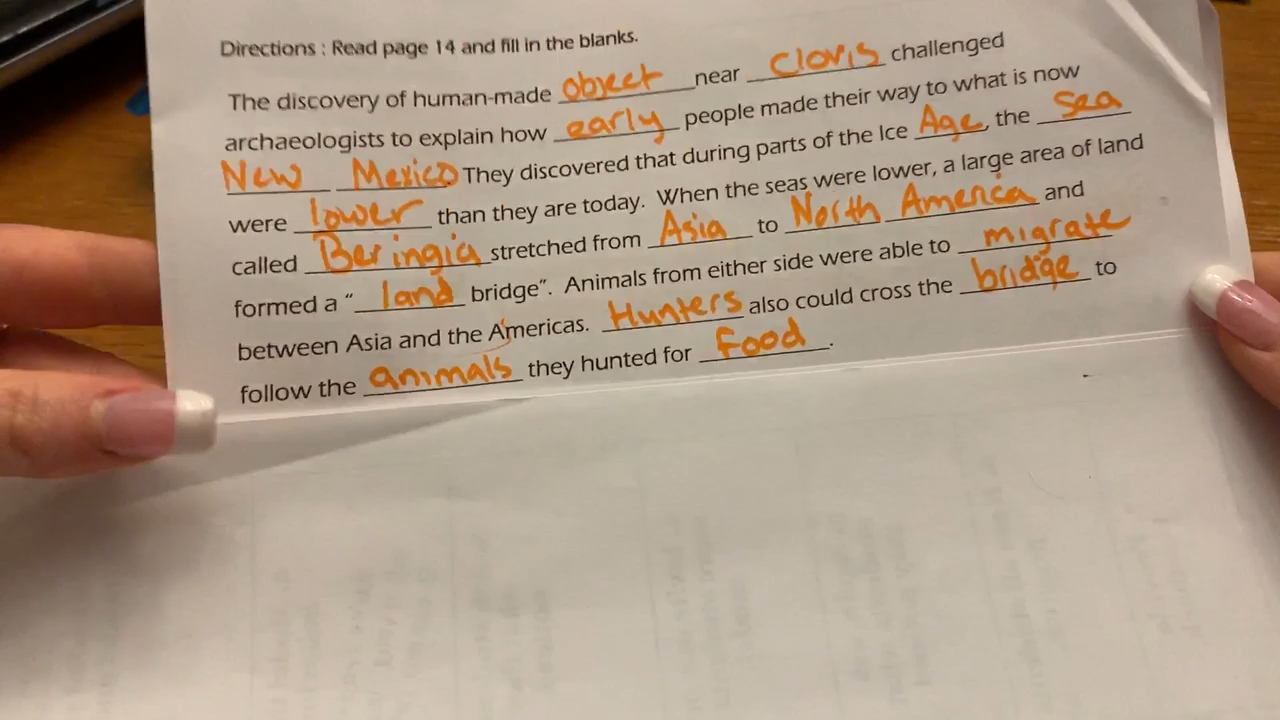 Directions : Read page 14 and fill in the blanks.
The discovery of human-made object near Clovis challenged
archaeologists to explain how early people made their way to what is now
New Mexico They discovered that during parts of the Ice Age, the sea
were lower than they are today. When the seas were lower, a large area of land
called Beringia stretched from Asia to North America and
formed a "land bridge". Animals from either side were able to migrate
between Asia and the Americas. Hunters also could cross the bridge to
follow the animals they hunted for food.